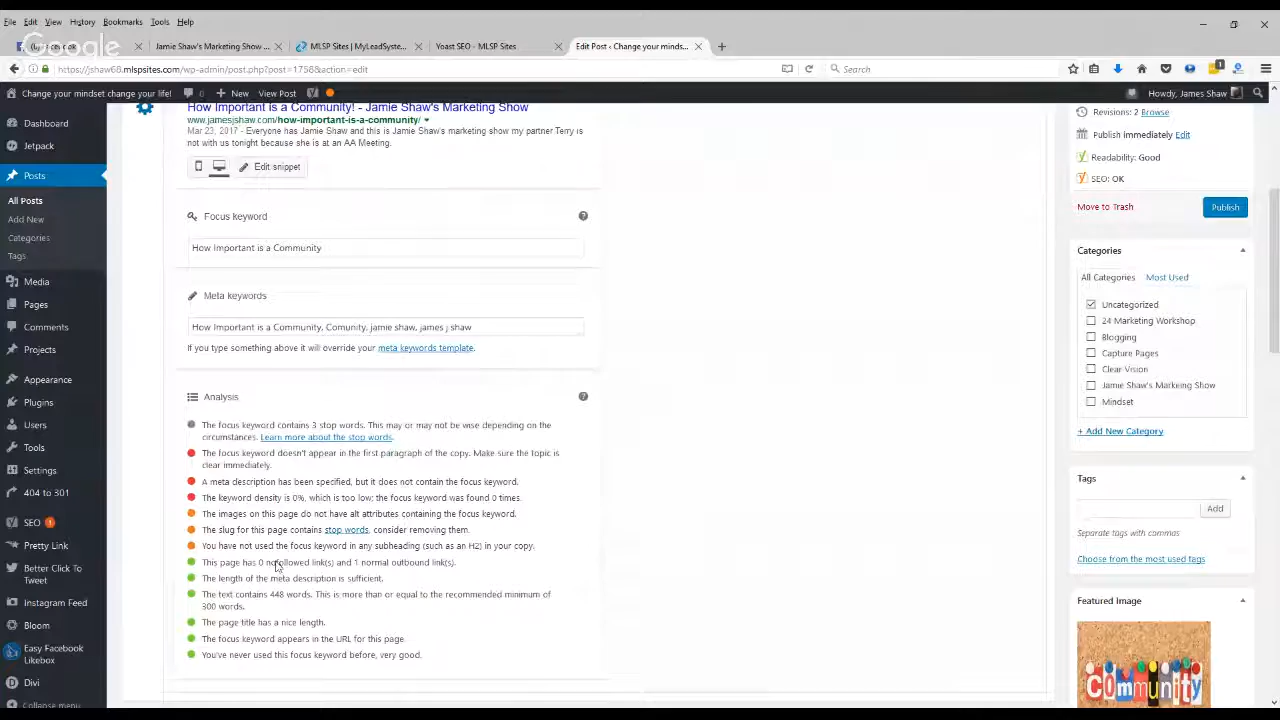 File Edit View History Bookmarks Tools Help
Google
Facebook
Jamie Shaw's Marketing Show ...
MLSP Sites | MyLeadSyste...
Yoast SEO - MLSP Sites
Edit Post ‹ Change your minds...
https://jshaw68.mlspsites.com/wp-admin/post.php?post=1758&action=edit
Search
1
Change your mindset change your life!
0
New
View Post
Howdy, James Shaw
Dashboard
Jetpack
Posts
All Posts
Add New
Categories
Tags
Media
Pages
Comments
Projects
Appearance
Plugins
Users
Tools
Settings
404 to 301
SEO 1
Pretty Link
Better Click To
Tweet
Instagram Feed
Bloom
Easy Facebook
Likebox
Divi
Collapse menu
How Important is a Community! - Jamie Shaw's Marketing Show
www.jamesjshaw.com/how-important-is-a-community/
Mar 23, 2017 - Everyone has Jamie Shaw and this is Jamie Shaw's marketing show my partner Terry is
not with us tonight because she is at an AA Meeting.
Edit snippet
Focus keyword
How Important is a Community
Meta keywords
How Important is a Community, Comunity, jamie shaw, james j shaw
If you type something above it will override your meta keywords template.
Analysis
The focus keyword contains 3 stop words. This may or may not be wise depending on the
circumstances. Learn more about the stop words.
The focus keyword doesn't appear in the first paragraph of the copy. Make sure the topic is
clear immediately.
A meta description has been specified, but it does not contain the focus keyword.
The keyword density is 0%, which is too low; the focus keyword was found 0 times.
The images on this page do not have alt attributes containing the focus keyword.
The slug for this page contains stop words, consider removing them.
You have not used the focus keyword in any subheading (such as an H2) in your copy.
This page has 0 nofollowed link(s) and 1 normal outbound link(s).
The length of the meta description is sufficient.
The text contains 448 words. This is more than or equal to the recommended minimum of
300 words.
The page title has a nice length.
The focus keyword appears in the URL for this page.
You've never used this focus keyword before, very good.
Revisions: 2 Browse
Publish immediately Edit
Readability: Good
SEO: OK
Move to Trash
Publish
Categories
All Categories
Most Used
Uncategorized
24 Marketing Workshop
Blogging
Capture Pages
Clear Vision
Jamie Shaw's Markeing Show
Mindset
+ Add New Category
Tags
Add
Separate tags with commas
Choose from the most used tags
Featured Image
community